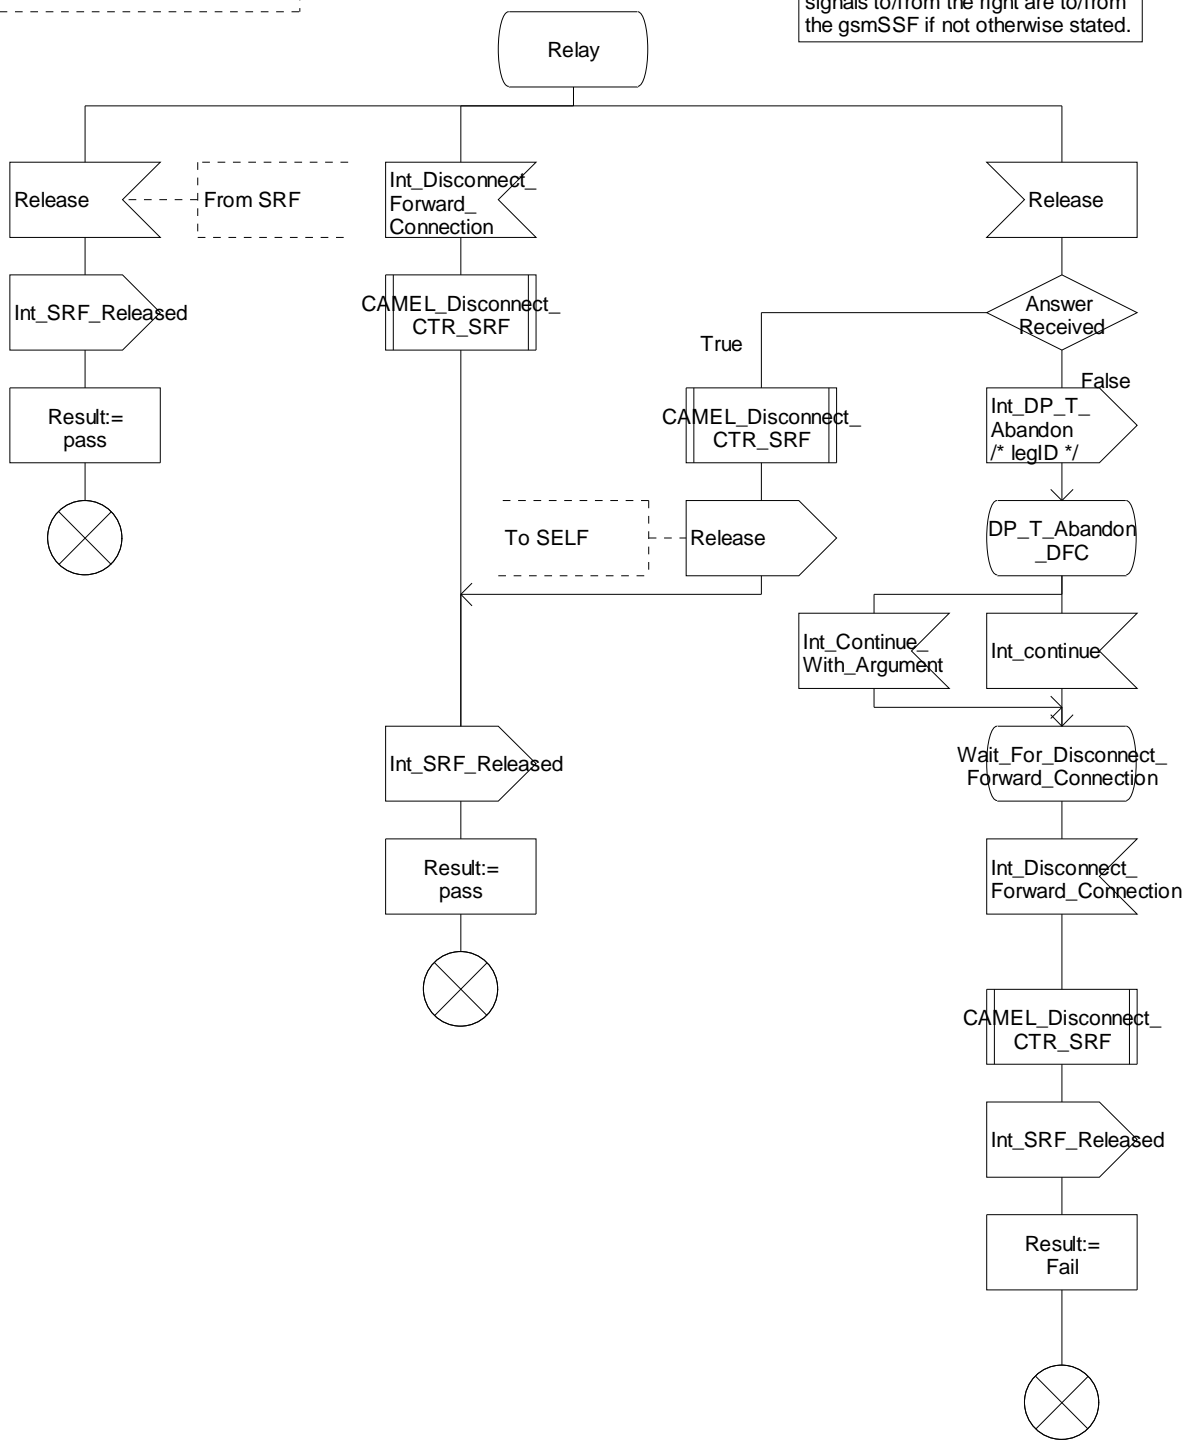 signals to/from the right are to/from
the gsmSSF if not otherwise stated.
Relay
Release
From SRF
Int_Disconnect_
Forward_
Connection
Release
Int_SRF_Released
CAMEL_Disconnect_
CTR_SRF
Answer
Received
True
False
Result:=
pass
CAMEL_Disconnect_
CTR_SRF
Int_DP_T_
Abandon
/* legID */
To SELF
Release
DP_T_Abandon
_DFC
Int_Continue_
With_Argument
Int_continue
Int_SRF_Released
Wait_For_Disconnect_
Forward_Connection
Result:=
pass
Int_Disconnect_
Forward_Connection
CAMEL_Disconnect_
CTR_SRF
Int_SRF_Released
Result:=
Fail